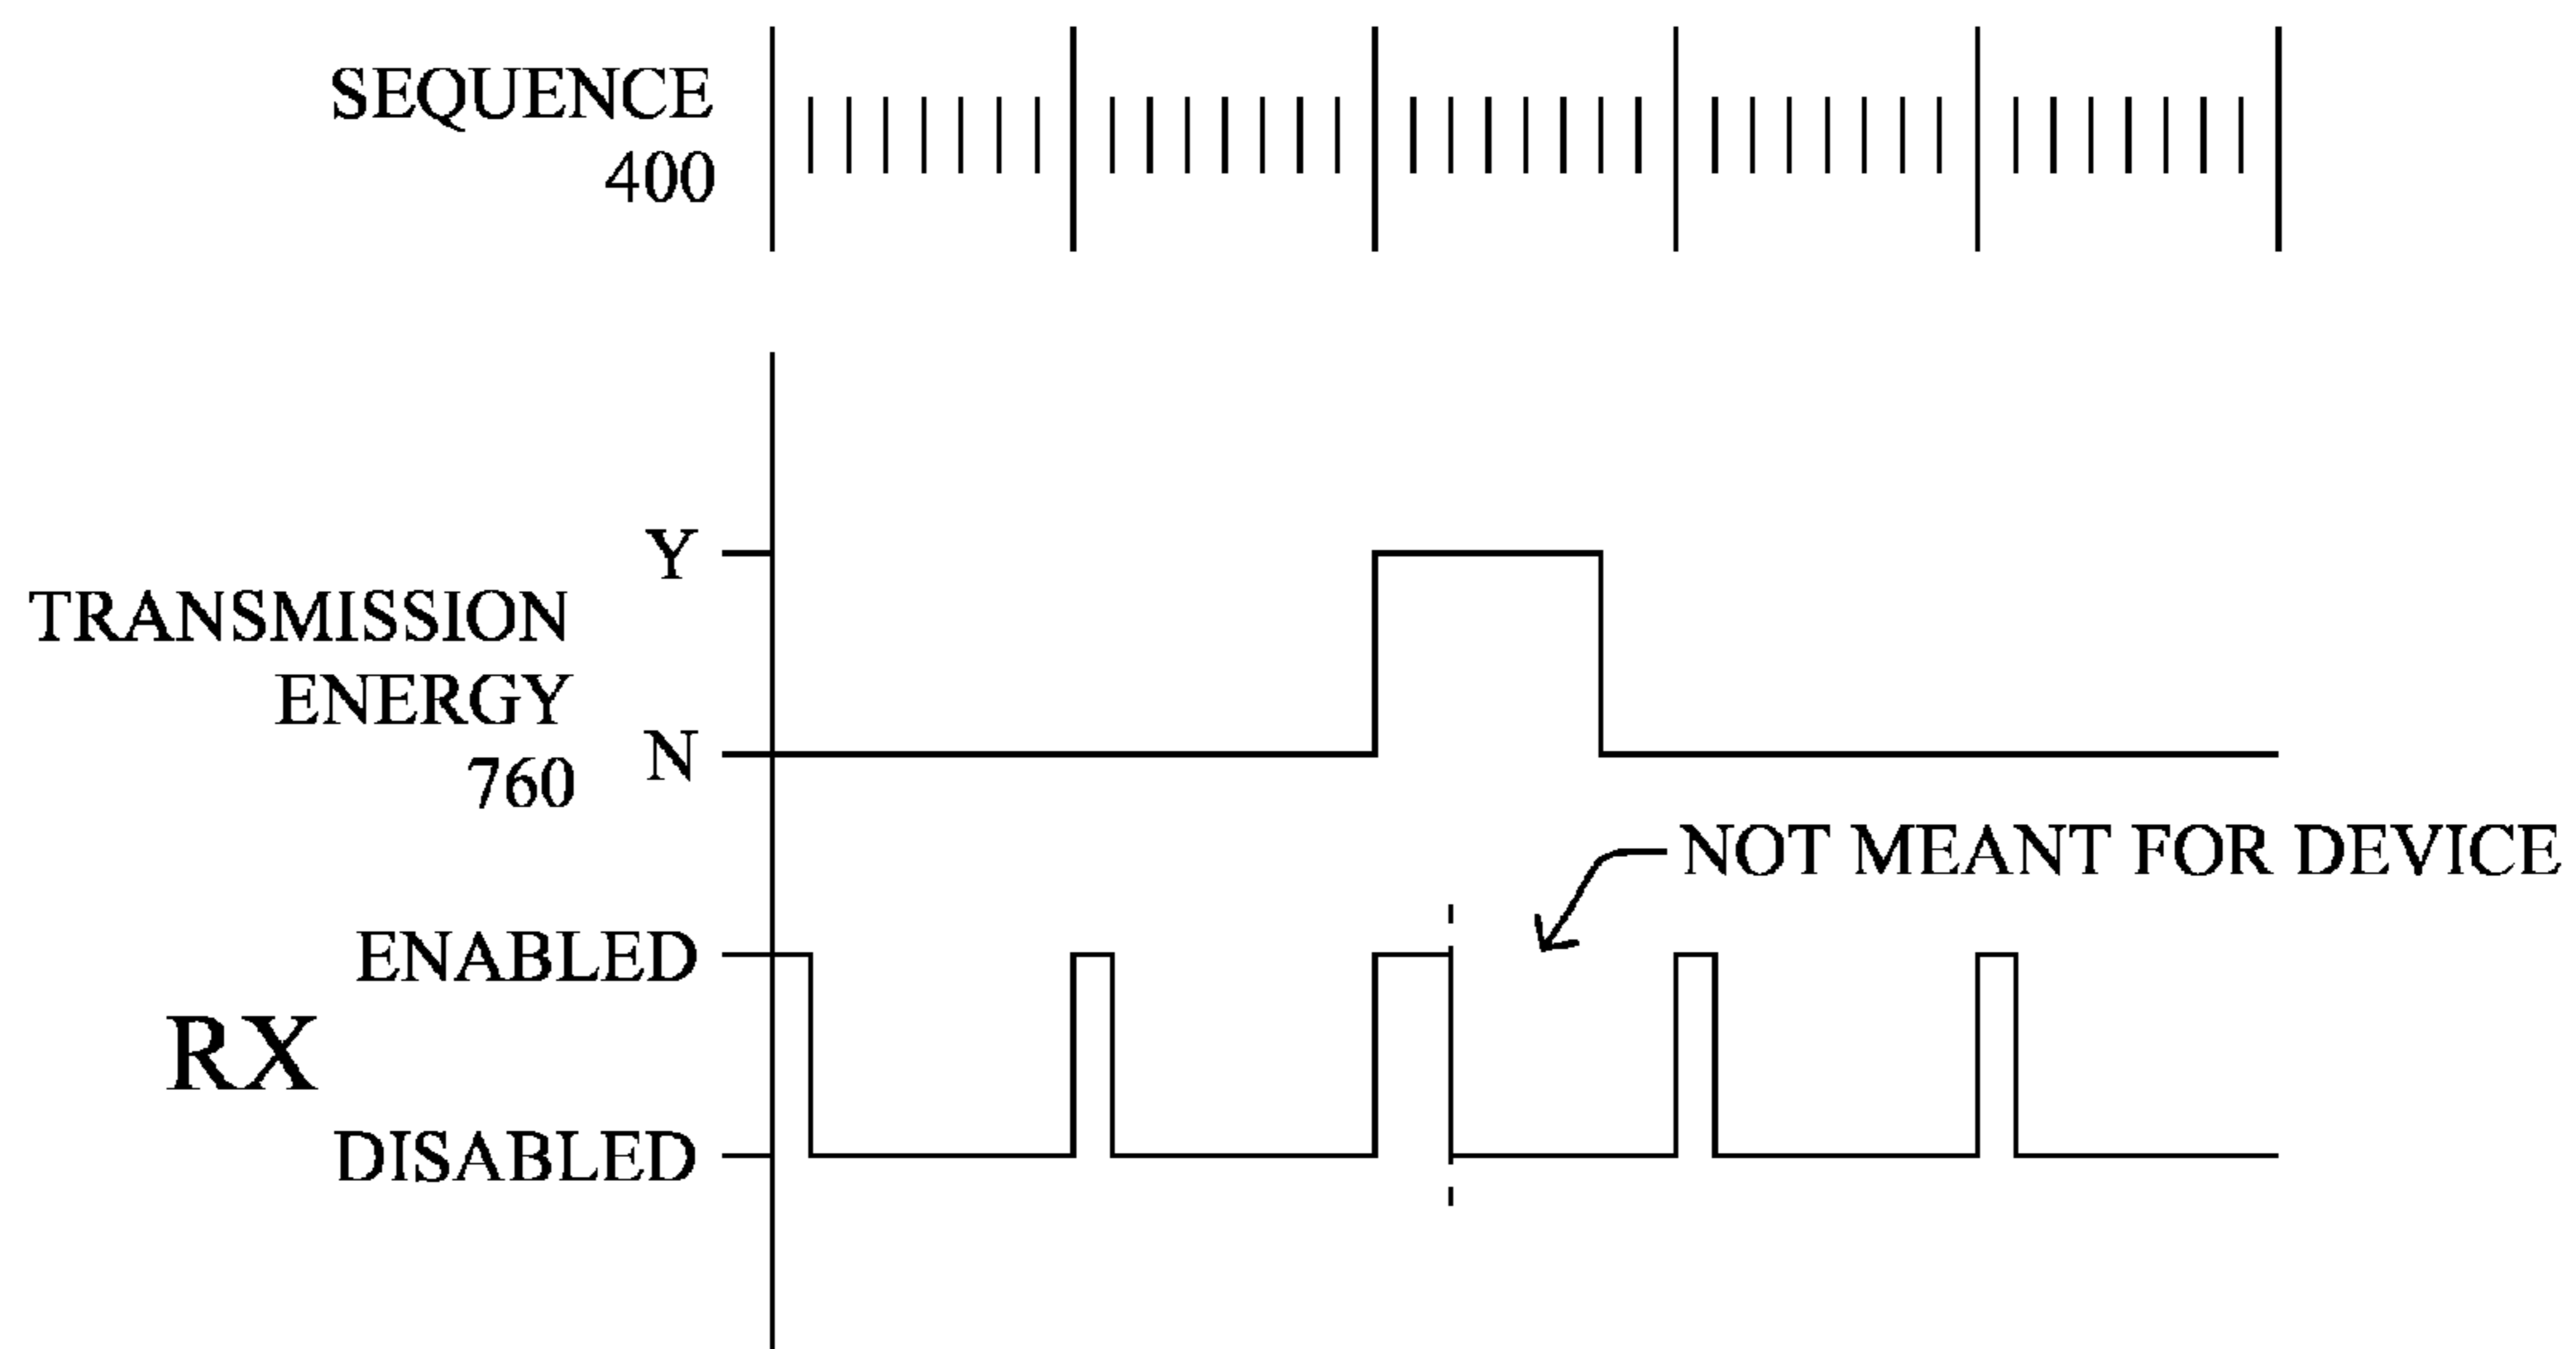 SEQUENCE
400
Y
TRANSMISSION
ENERGY
760
N
NOT MEANT FOR DEVICE
ENABLED
RX
DISABLED